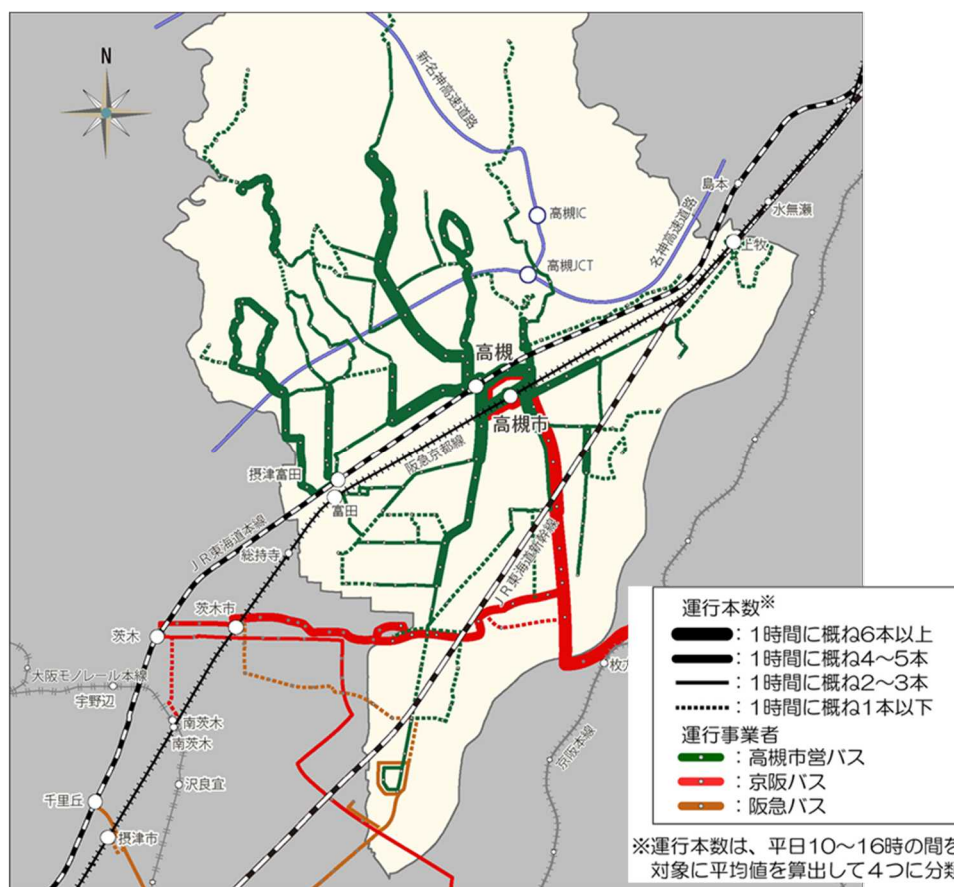 N
新名神高速道路
高槻IC
高槻JCT
名神高速道路
島本
水無瀬
上牧
高槻
高槻市
阪急京都線
摂津富田
富田
JR東海道本線
総持寺
JR東海道新幹線
茨木市
茨木
大阪モノレール本線
宇野辺
南茨木
南茨木
沢良宜
千里丘
摂津市
京阪本線
運行本数※
：1時間に概ね6本以上
：1時間に概ね4～5本
：1時間に概ね2～3本
：1時間に概ね1本以下
運行事業者
：高槻市営バス
：京阪バス
：阪急バス
※運行本数は、平日10～16時の間を
対象に平均値を算出して4つに分類